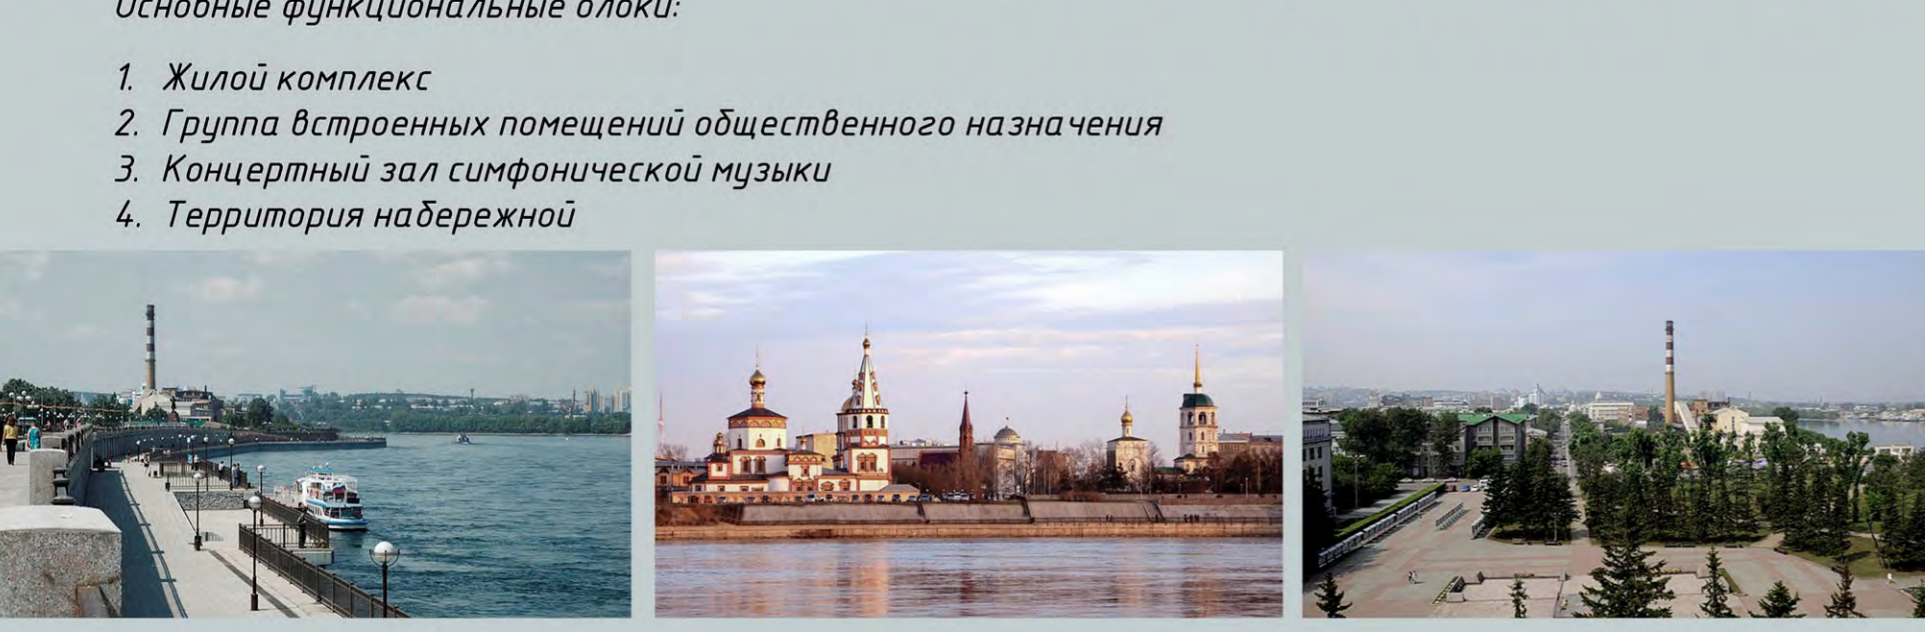 Основные функциональные блоки:
1. Жилой комплекс
2. Группа встроенных помещений общественного назначения
3. Концертный зал симфонической музыки
4. Территория набережной